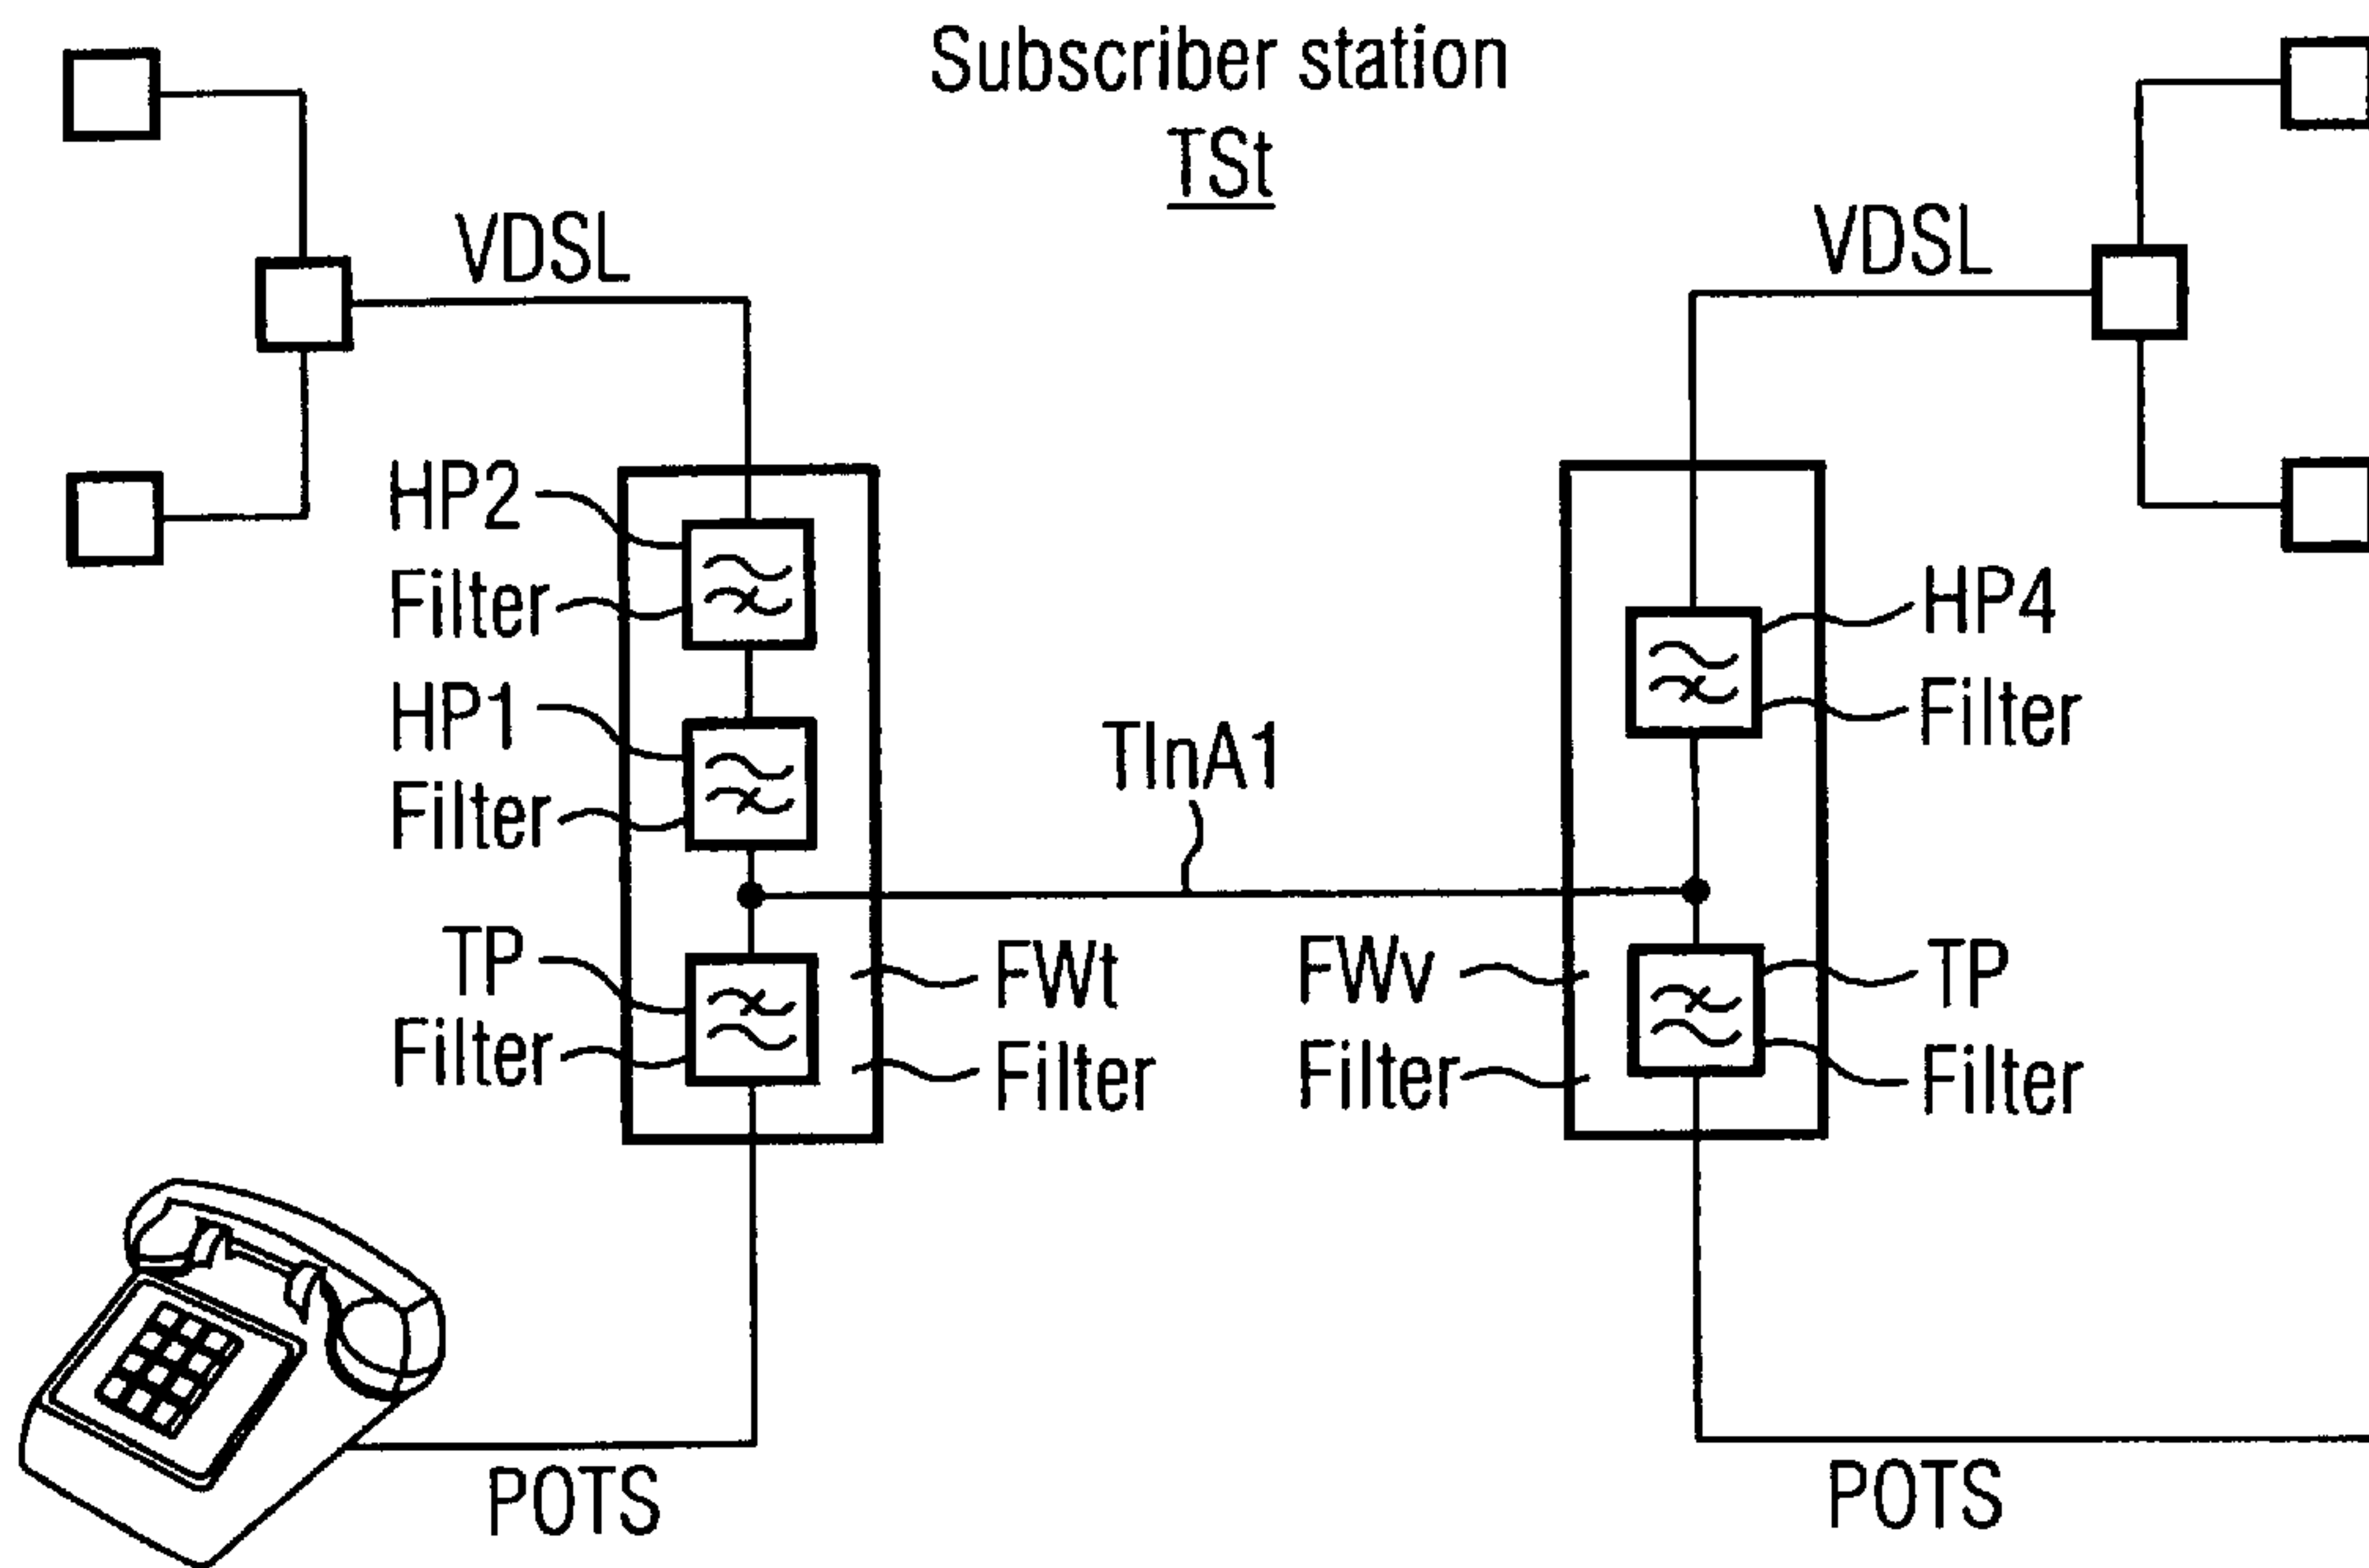 Subscriber station
TSt
VDSL
VDSL
HP2
Filter
HP1
Filter
TlnA1
HP4
Filter
TP
Filter
FWt
Filter
FWv
Filter
TP
Filter
POTS
POTS